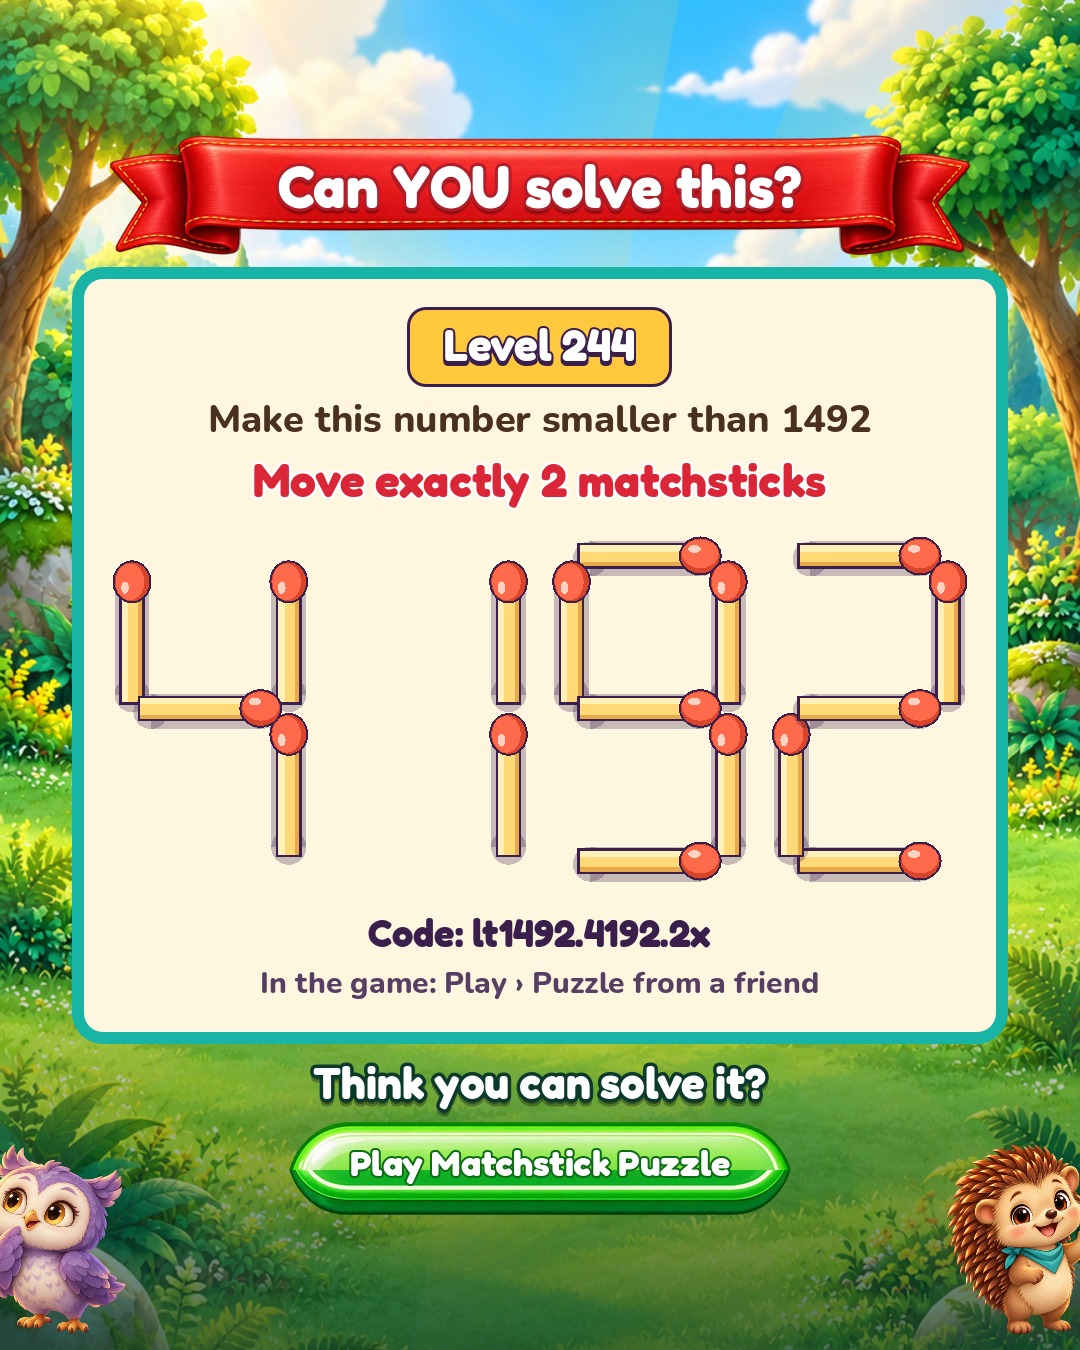 Can YOU solve this?
Level 244
Make this number smaller than 1492
Move exactly 2 matchsticks
4192
Code: lt1492.4192.2x
In the game: Play › Puzzle from a friend
Think you can solve it?
Play Matchstick Puzzle